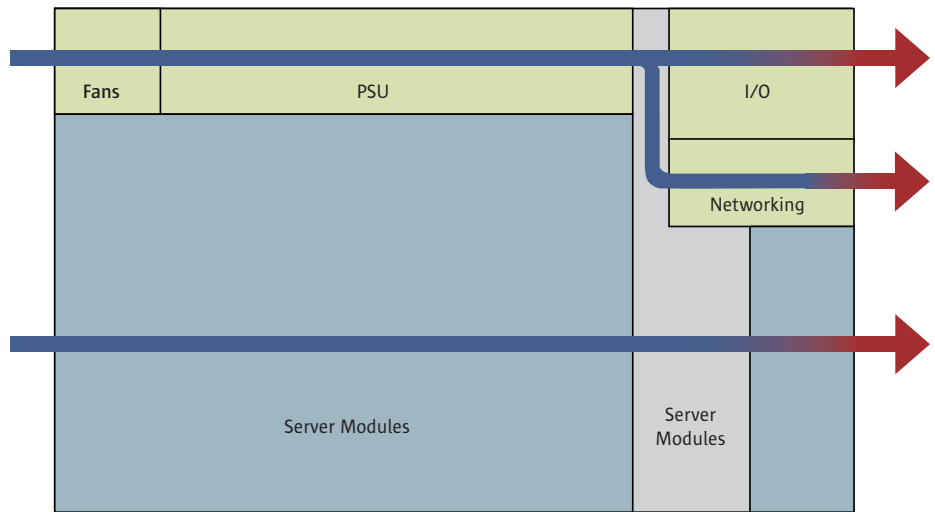 Fans
PSU
I/O
Networking
Server Modules
Server
Modules